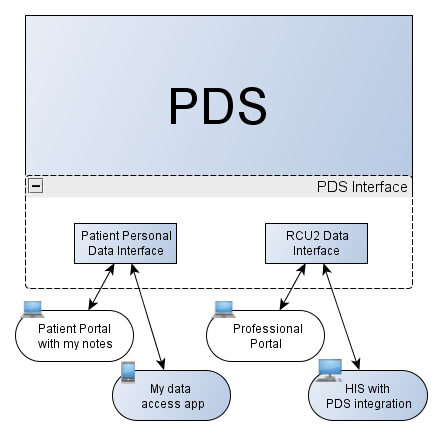 PDS
PDS Interface
Patient Personal
Data Interface
RCU2 Data
Interface
Patient Portal
with my notes
Professional
Portal
My data
access app
HIS with
PDS integration